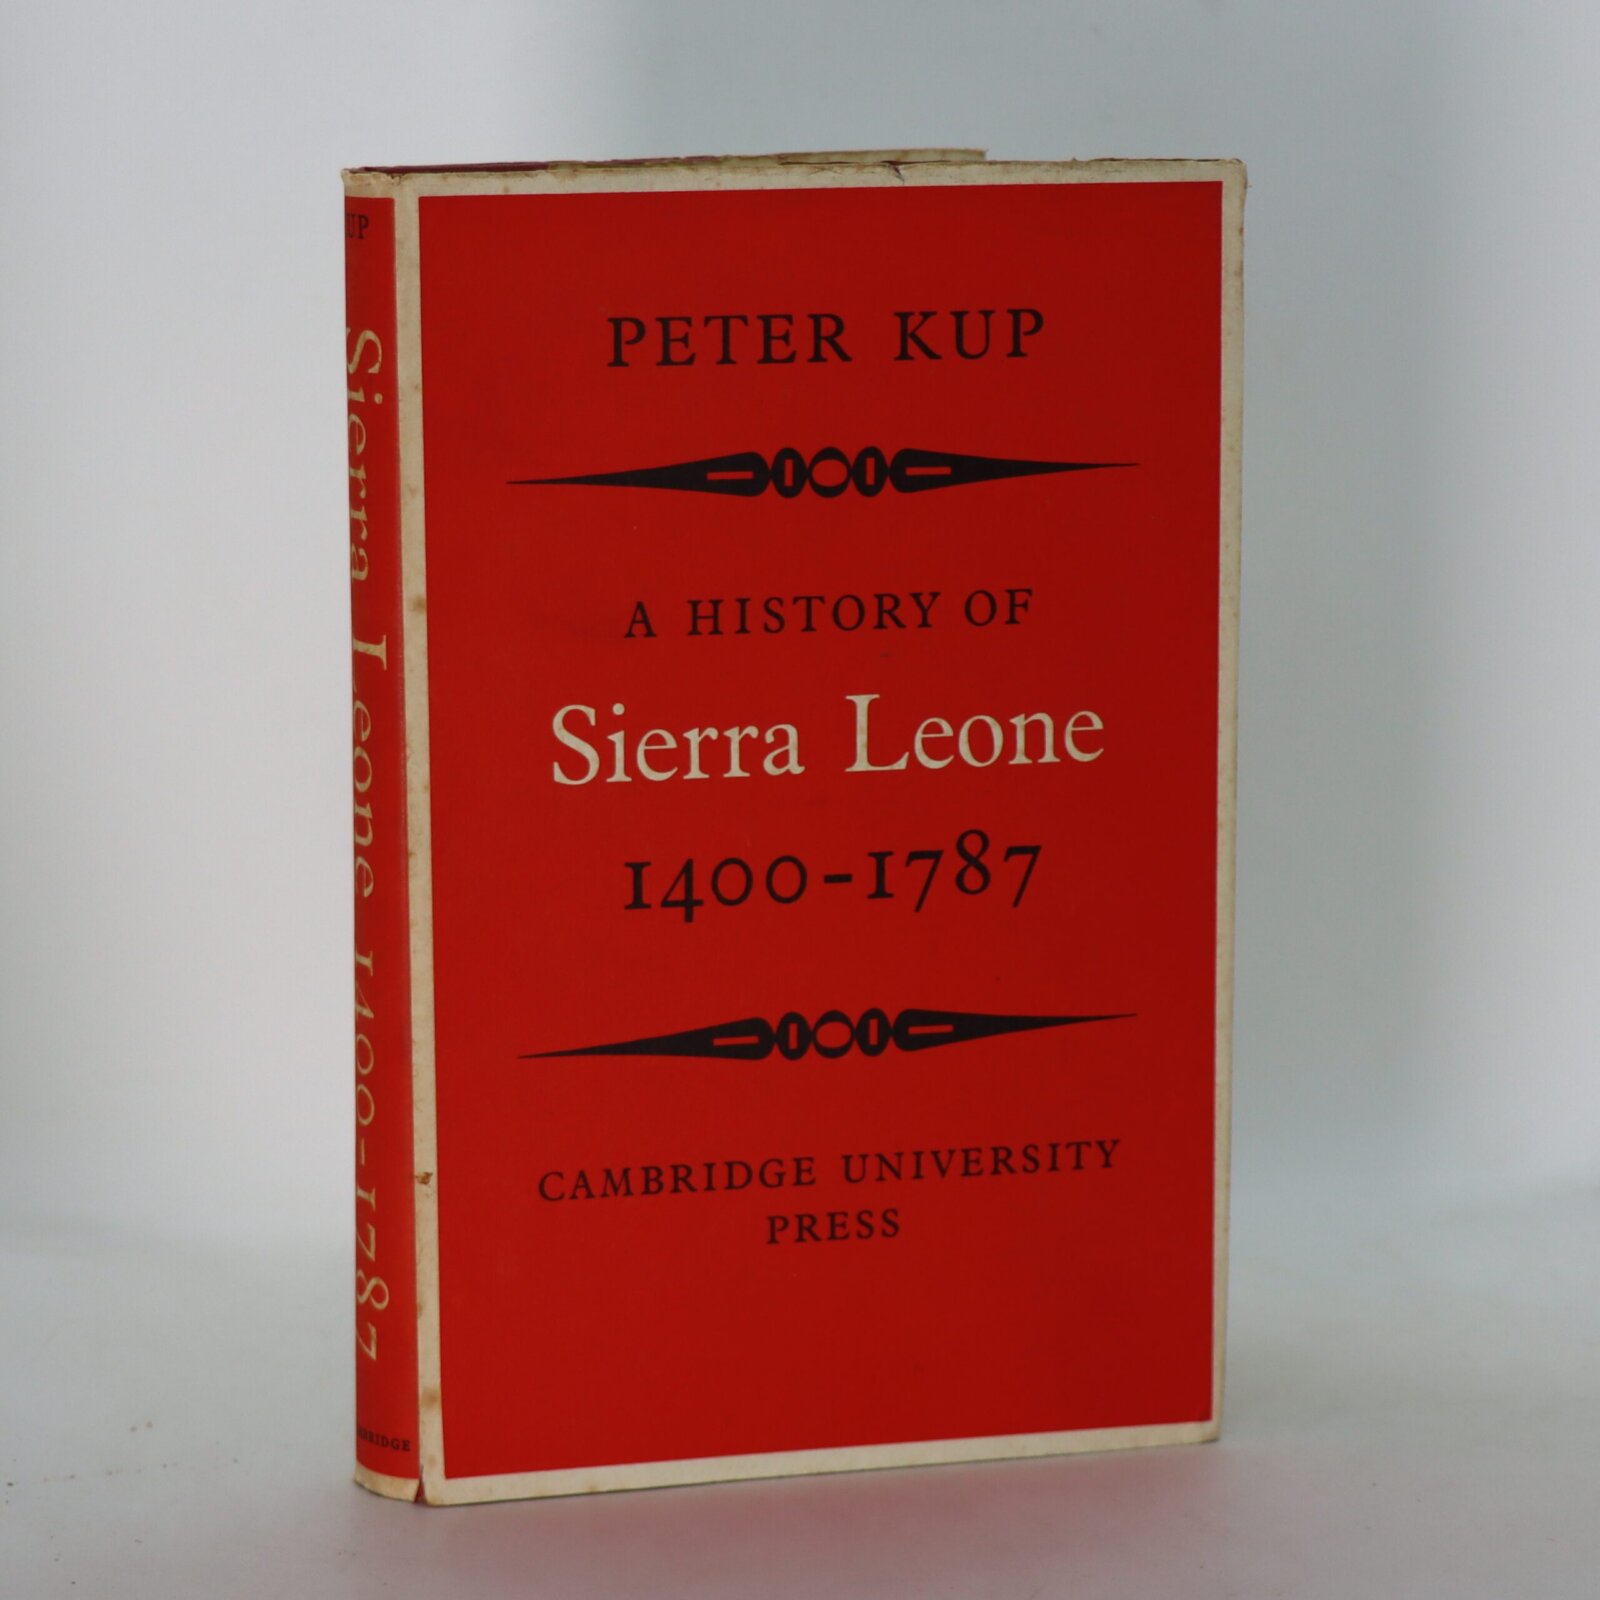 PETER KUP
A HISTORY OF
Sierra Leone
1400-1787
CAMBRIDGE UNIVERSITY
PRESS
Sierra Leone 1400-1787